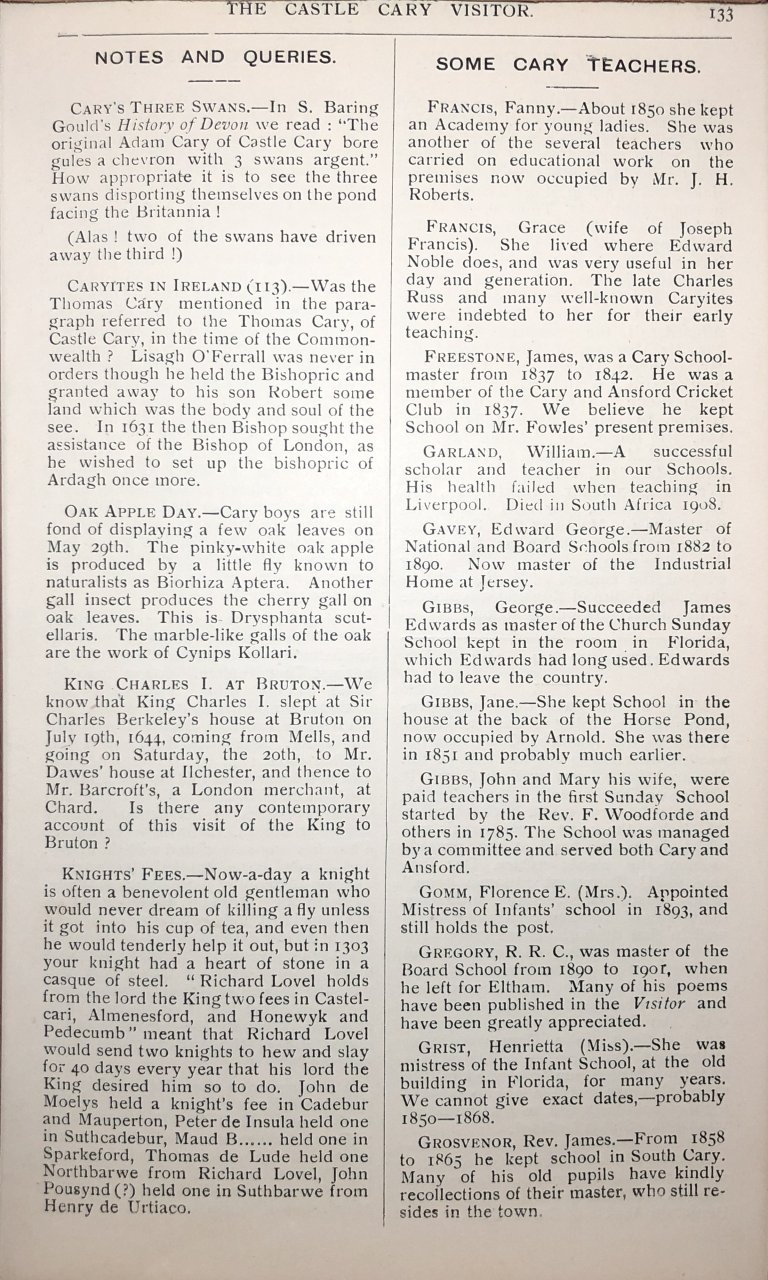 THE CASTLE CARY VISITOR.
133
NOTES AND QUERIES.
CARY'S THREE SWANS.—In S. Baring
Gould's History of Devon we read : "The
original Adam Cary of Castle Cary bore
gules a chevron with 3 swans argent."
How appropriate it is to see the three
swans disporting themselves on the pond
facing the Britannia !
(Alas ! two of the swans have driven
away the third !)
CARYITES IN IRELAND (113).—Was the
Thomas Cary mentioned in the para-
graph referred to the Thomas Cary, of
Castle Cary, in the time of the Common-
wealth ? Lisagh O'Ferrall was never in
orders though he held the Bishopric and
granted away to his son Robert some
land which was the body and soul of the
see. In 1631 the then Bishop sought the
assistance of the Bishop of London, as
he wished to set up the bishopric of
Ardagh once more.
OAK APPLE DAY.—Cary boys are still
fond of displaying a few oak leaves on
May 29th. The pinky-white oak apple
is produced by a little fly known to
naturalists as Biorhiza Aptera. Another
gall insect produces the cherry gall on
oak leaves. This is Drysphanta scut-
ellaris. The marble-like galls of the oak
are the work of Cynips Kollari.
KING CHARLES I. AT BRUTON.—We
know that King Charles I. slept at Sir
Charles Berkeley's house at Bruton on
July 19th, 1644, coming from Mells, and
going on Saturday, the 20th, to Mr.
Dawes' house at Ilchester, and thence to
Mr. Barcroft's, a London merchant, at
Chard. Is there any contemporary
account of this visit of the King to
Bruton ?
KNIGHTS' FEES.—Now-a-day a knight
is often a benevolent old gentleman who
would never dream of killing a fly unless
it got into his cup of tea, and even then
he would tenderly help it out, but in 1303
your knight had a heart of stone in a
casque of steel. "Richard Lovel holds
from the lord the King two fees in Castel-
cari, Almenesford, and Honewyk and
Pedecumb" meant that Richard Lovel
would send two knights to hew and slay
for 40 days every year that his lord the
King desired him so to do. John de
Moelys held a knight's fee in Cadebur
and Mauperton, Peter de Insula held one
in Suthcadebur, Maud B...... held one in
Sparkeford, Thomas de Lude held one
Northbarwe from Richard Lovel, John
Pousynd (?) held one in Suthbarwe from
Henry de Urtiaco.
SOME CARY TEACHERS.
FRANCIS, Fanny.—About 1850 she kept
an Academy for young ladies. She was
another of the several teachers who
carried on educational work on the
premises now occupied by Mr. J. H.
Roberts.
FRANCIS, Grace (wife of Joseph
Francis). She lived where Edward
Noble does, and was very useful in her
day and generation. The late Charles
Russ and many well-known Caryites
were indebted to her for their early
teaching.
FREESTONE, James, was a Cary School-
master from 1837 to 1842. He was a
member of the Cary and Ansford Cricket
Club in 1837. We believe he kept
School on Mr. Fowles' present premises.
GARLAND, William.—A successful
scholar and teacher in our Schools.
His health failed when teaching in
Liverpool. Died in South Africa 1908.
GAVEY, Edward George.—Master of
National and Board Schools from 1882 to
1890. Now master of the Industrial
Home at Jersey.
GIBBS, George.—Succeeded James
Edwards as master of the Church Sunday
School kept in the room in Florida,
which Edwards had long used. Edwards
had to leave the country.
GIBBS, Jane.—She kept School in the
house at the back of the Horse Pond,
now occupied by Arnold. She was there
in 1851 and probably much earlier.
GIBBS, John and Mary his wife, were
paid teachers in the first Sunday School
started by the Rev. F. Woodforde and
others in 1785. The School was managed
by a committee and served both Cary and
Ansford.
GOMM, Florence E. (Mrs.). Appointed
Mistress of Infants' school in 1893, and
still holds the post.
GREGORY, R. R. C., was master of the
Board School from 1890 to 1901, when
he left for Eltham. Many of his poems
have been published in the Visitor and
have been greatly appreciated.
GRIST, Henrietta (Miss).—She was
mistress of the Infant School, at the old
building in Florida, for many years.
We cannot give exact dates,—probably
1850—1868.
GROSVENOR, Rev. James.—From 1858
to 1865 he kept school in South Cary.
Many of his old pupils have kindly
recollections of their master, who still re-
sides in the town.